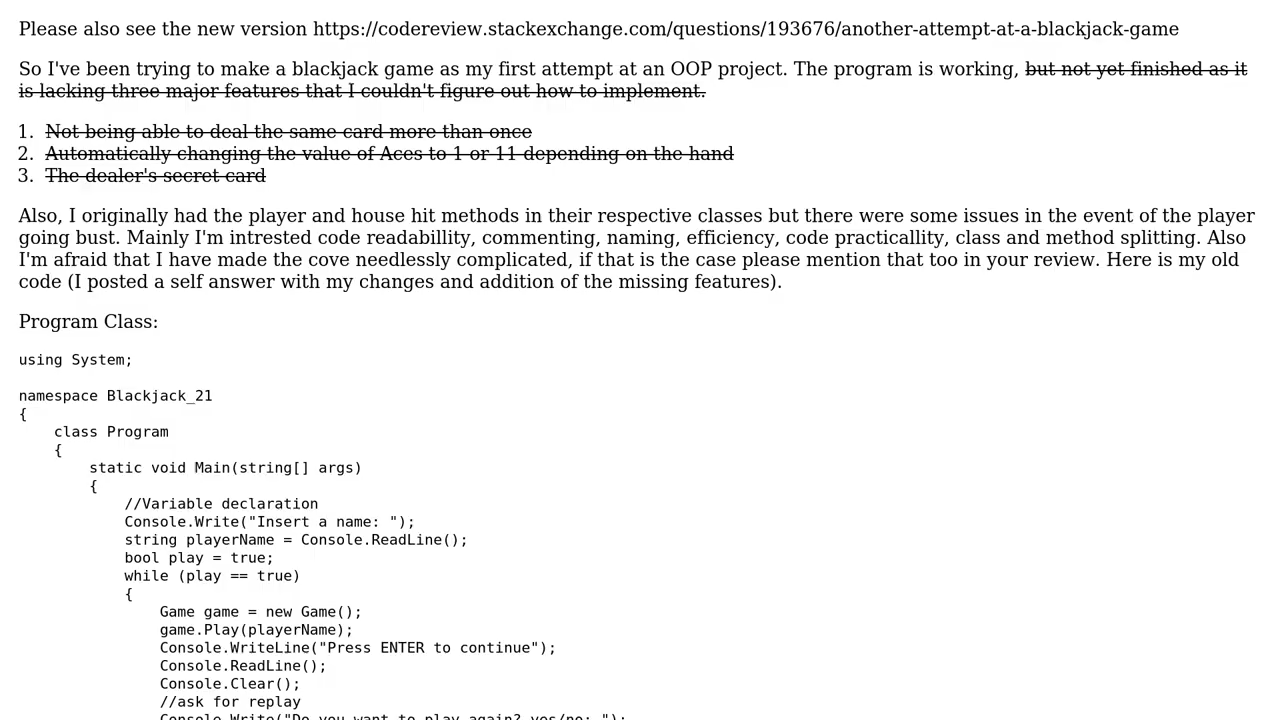 Please also see the new version https://codereview.stackexchange.com/questions/193676/another-attempt-at-a-blackjack-game
So I've been trying to make a blackjack game as my first attempt at an OOP project. The program is working, but not yet finished as it
is lacking three major features that I couldn't figure out how to implement.
1. Not being able to deal the same card more than once
2. Automatically changing the value of Aces to 1 or 11 depending on the hand
3. The dealer's secret card
Also, I originally had the player and house hit methods in their respective classes but there were some issues in the event of the player
going bust. Mainly I'm intrested code readabillity, commenting, naming, efficiency, code practicallity, class and method splitting. Also
I'm afraid that I have made the cove needlessly complicated, if that is the case please mention that too in your review. Here is my old
code (I posted a self answer with my changes and addition of the missing features).
Program Class:
using System;
namespace Blackjack_21
{
    class Program
    {
        static void Main(string[] args)
        {
            //Variable declaration
            Console.Write("Insert a name: ");
            string playerName = Console.ReadLine();
            bool play = true;
            while (play == true)
            {
                Game game = new Game();
                game.Play(playerName);
                Console.WriteLine("Press ENTER to continue");
                Console.ReadLine();
                Console.Clear();
                //ask for replay
                Console.Write("Do you want to play again? yes/no: ");